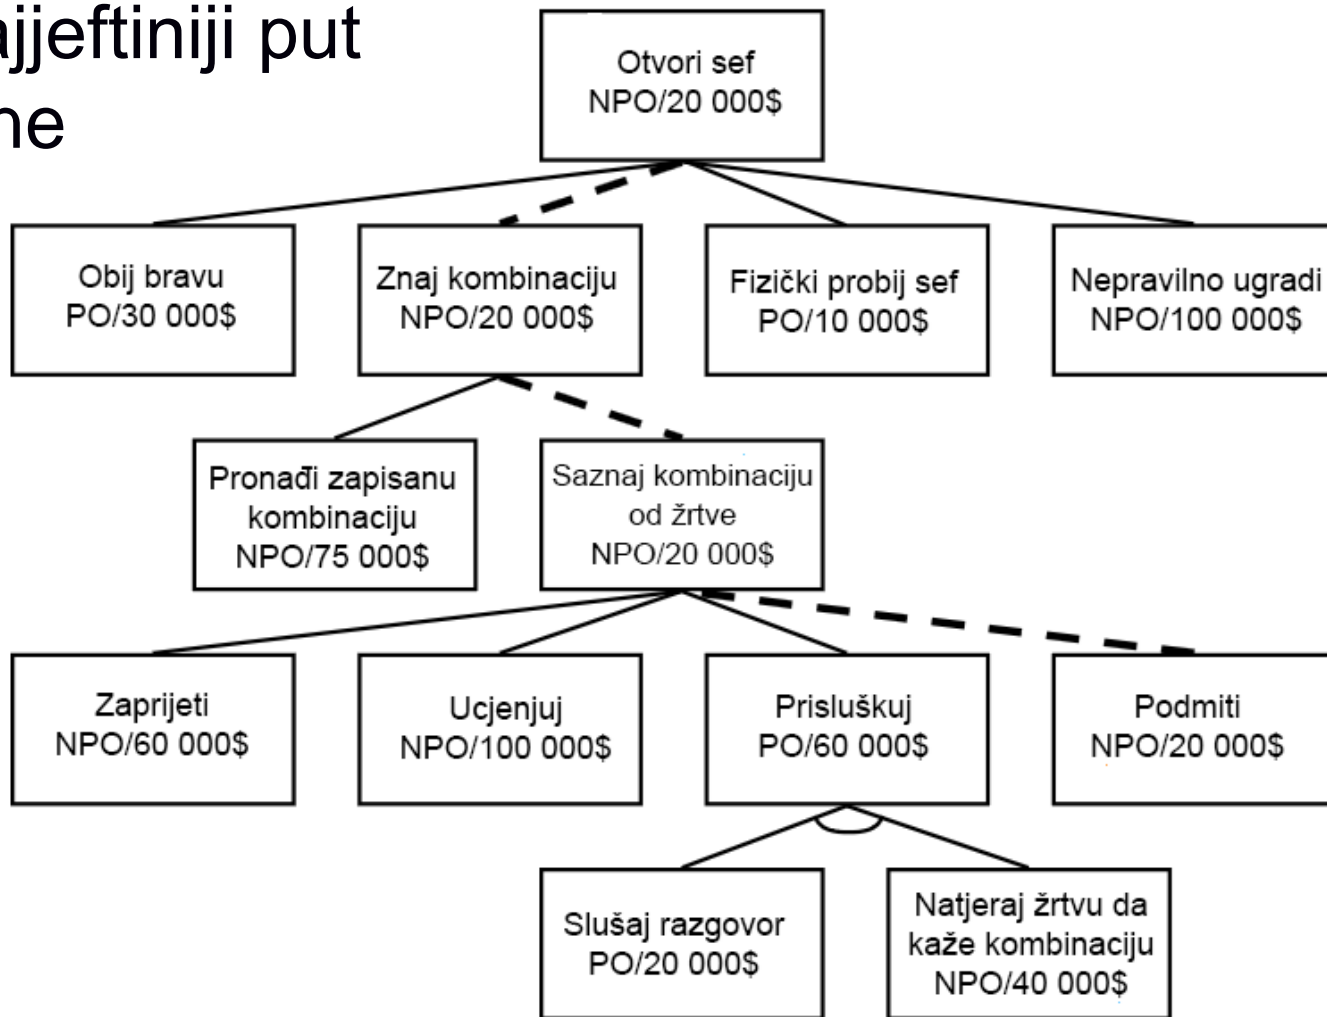 ajjeftiniji put
ne
Otvori sef
NPO/20 000$
Obij bravu
PO/30 000$
Znaj kombinaciju
NPO/20 000$
Fizički probij sef
PO/10 000$
Nepravilno ugradi
NPO/100 000$
Pronađi zapisanu
kombinaciju
NPO/75 000$
Saznaj kombinaciju
od žrtve
NPO/20 000$
Zaprijeti
NPO/60 000$
Ucjenjuj
NPO/100 000$
Prisluškuj
PO/60 000$
Podmiti
NPO/20 000$
Slušaj razgovor
PO/20 000$
Natjeraj žrtvu da
kaže kombinaciju
NPO/40 000$